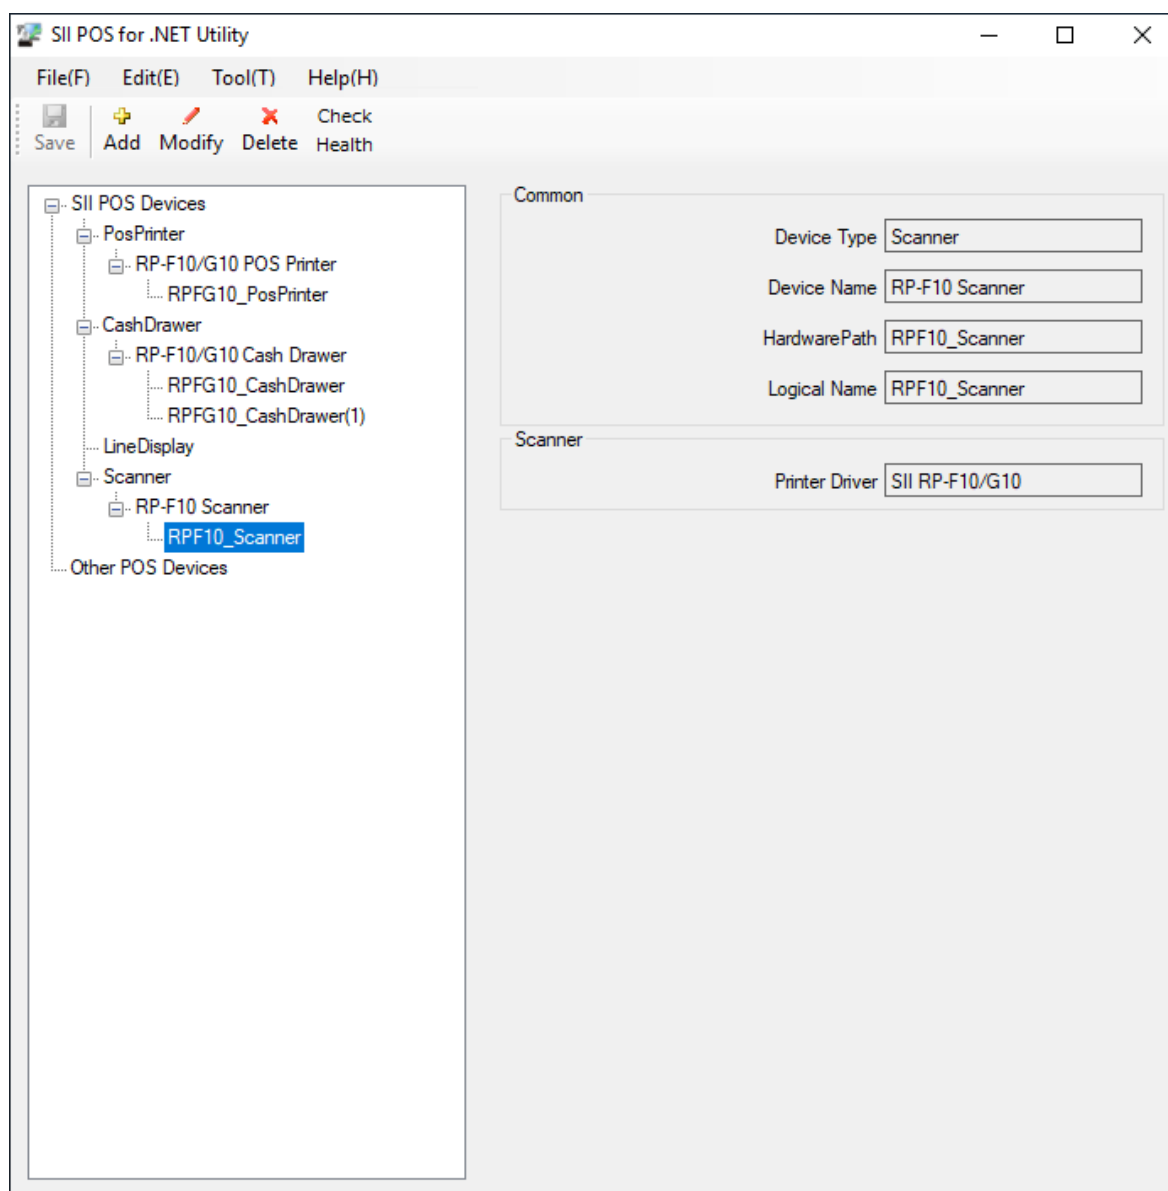 SII POS for .NET Utility
File(F) Edit(E) Tool(T) Help(H)
Save Add Modify Delete Check Health
SII POS Devices
PosPrinter
RP-F10/G10 POS Printer
RPFG10_PosPrinter
CashDrawer
RP-F10/G10 Cash Drawer
RPFG10_CashDrawer
RPFG10_CashDrawer(1)
LineDisplay
Scanner
RP-F10 Scanner
RPF10_Scanner
Other POS Devices
Common
Device Type Scanner
Device Name RP-F10 Scanner
HardwarePath RPF10_Scanner
Logical Name RPF10_Scanner
Scanner
Printer Driver SII RP-F10/G10